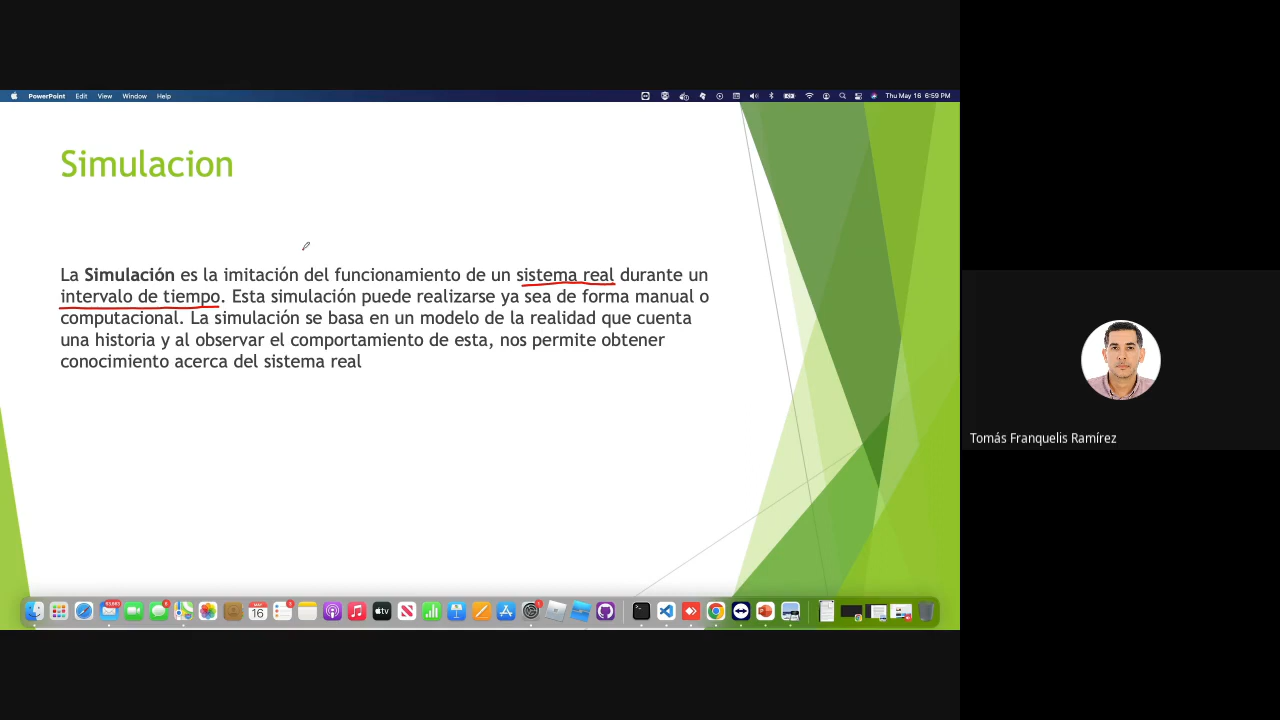 PowerPoint Edit View Window Help Thu May 16 6:59 PM
Simulacion
La Simulación es la imitación del funcionamiento de un sistema real durante un
intervalo de tiempo. Esta simulación puede realizarse ya sea de forma manual o
computacional. La simulación se basa en un modelo de la realidad que cuenta
una historia y al observar el comportamiento de esta, nos permite obtener
conocimiento acerca del sistema real
Tomás Franquelis Ramírez
tv
16